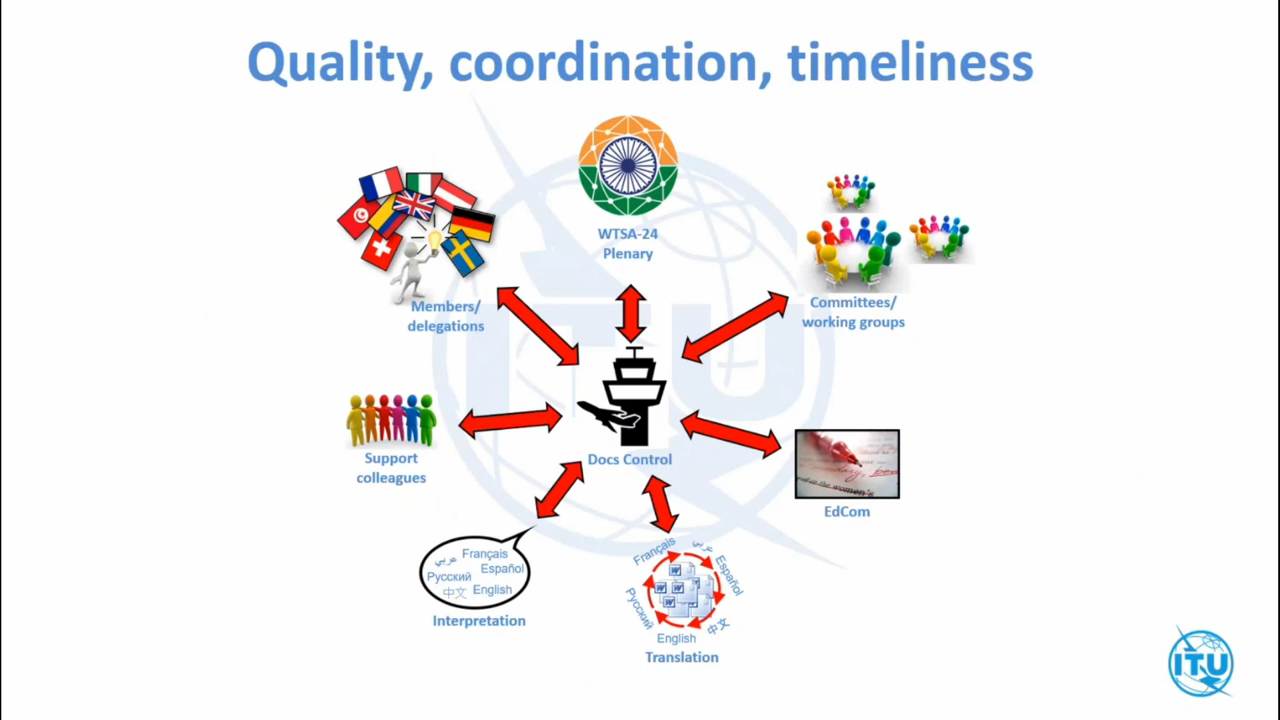 Quality, coordination, timeliness
WTSA-24
Plenary
Members/
delegations
Committees/
working groups
ITU
Support
colleagues
Docs Control
EdCom
Français
عربي
Español
Русский
中文
English
Interpretation
Français
عربي
Español
Русский
中文
English
Translation
ITU